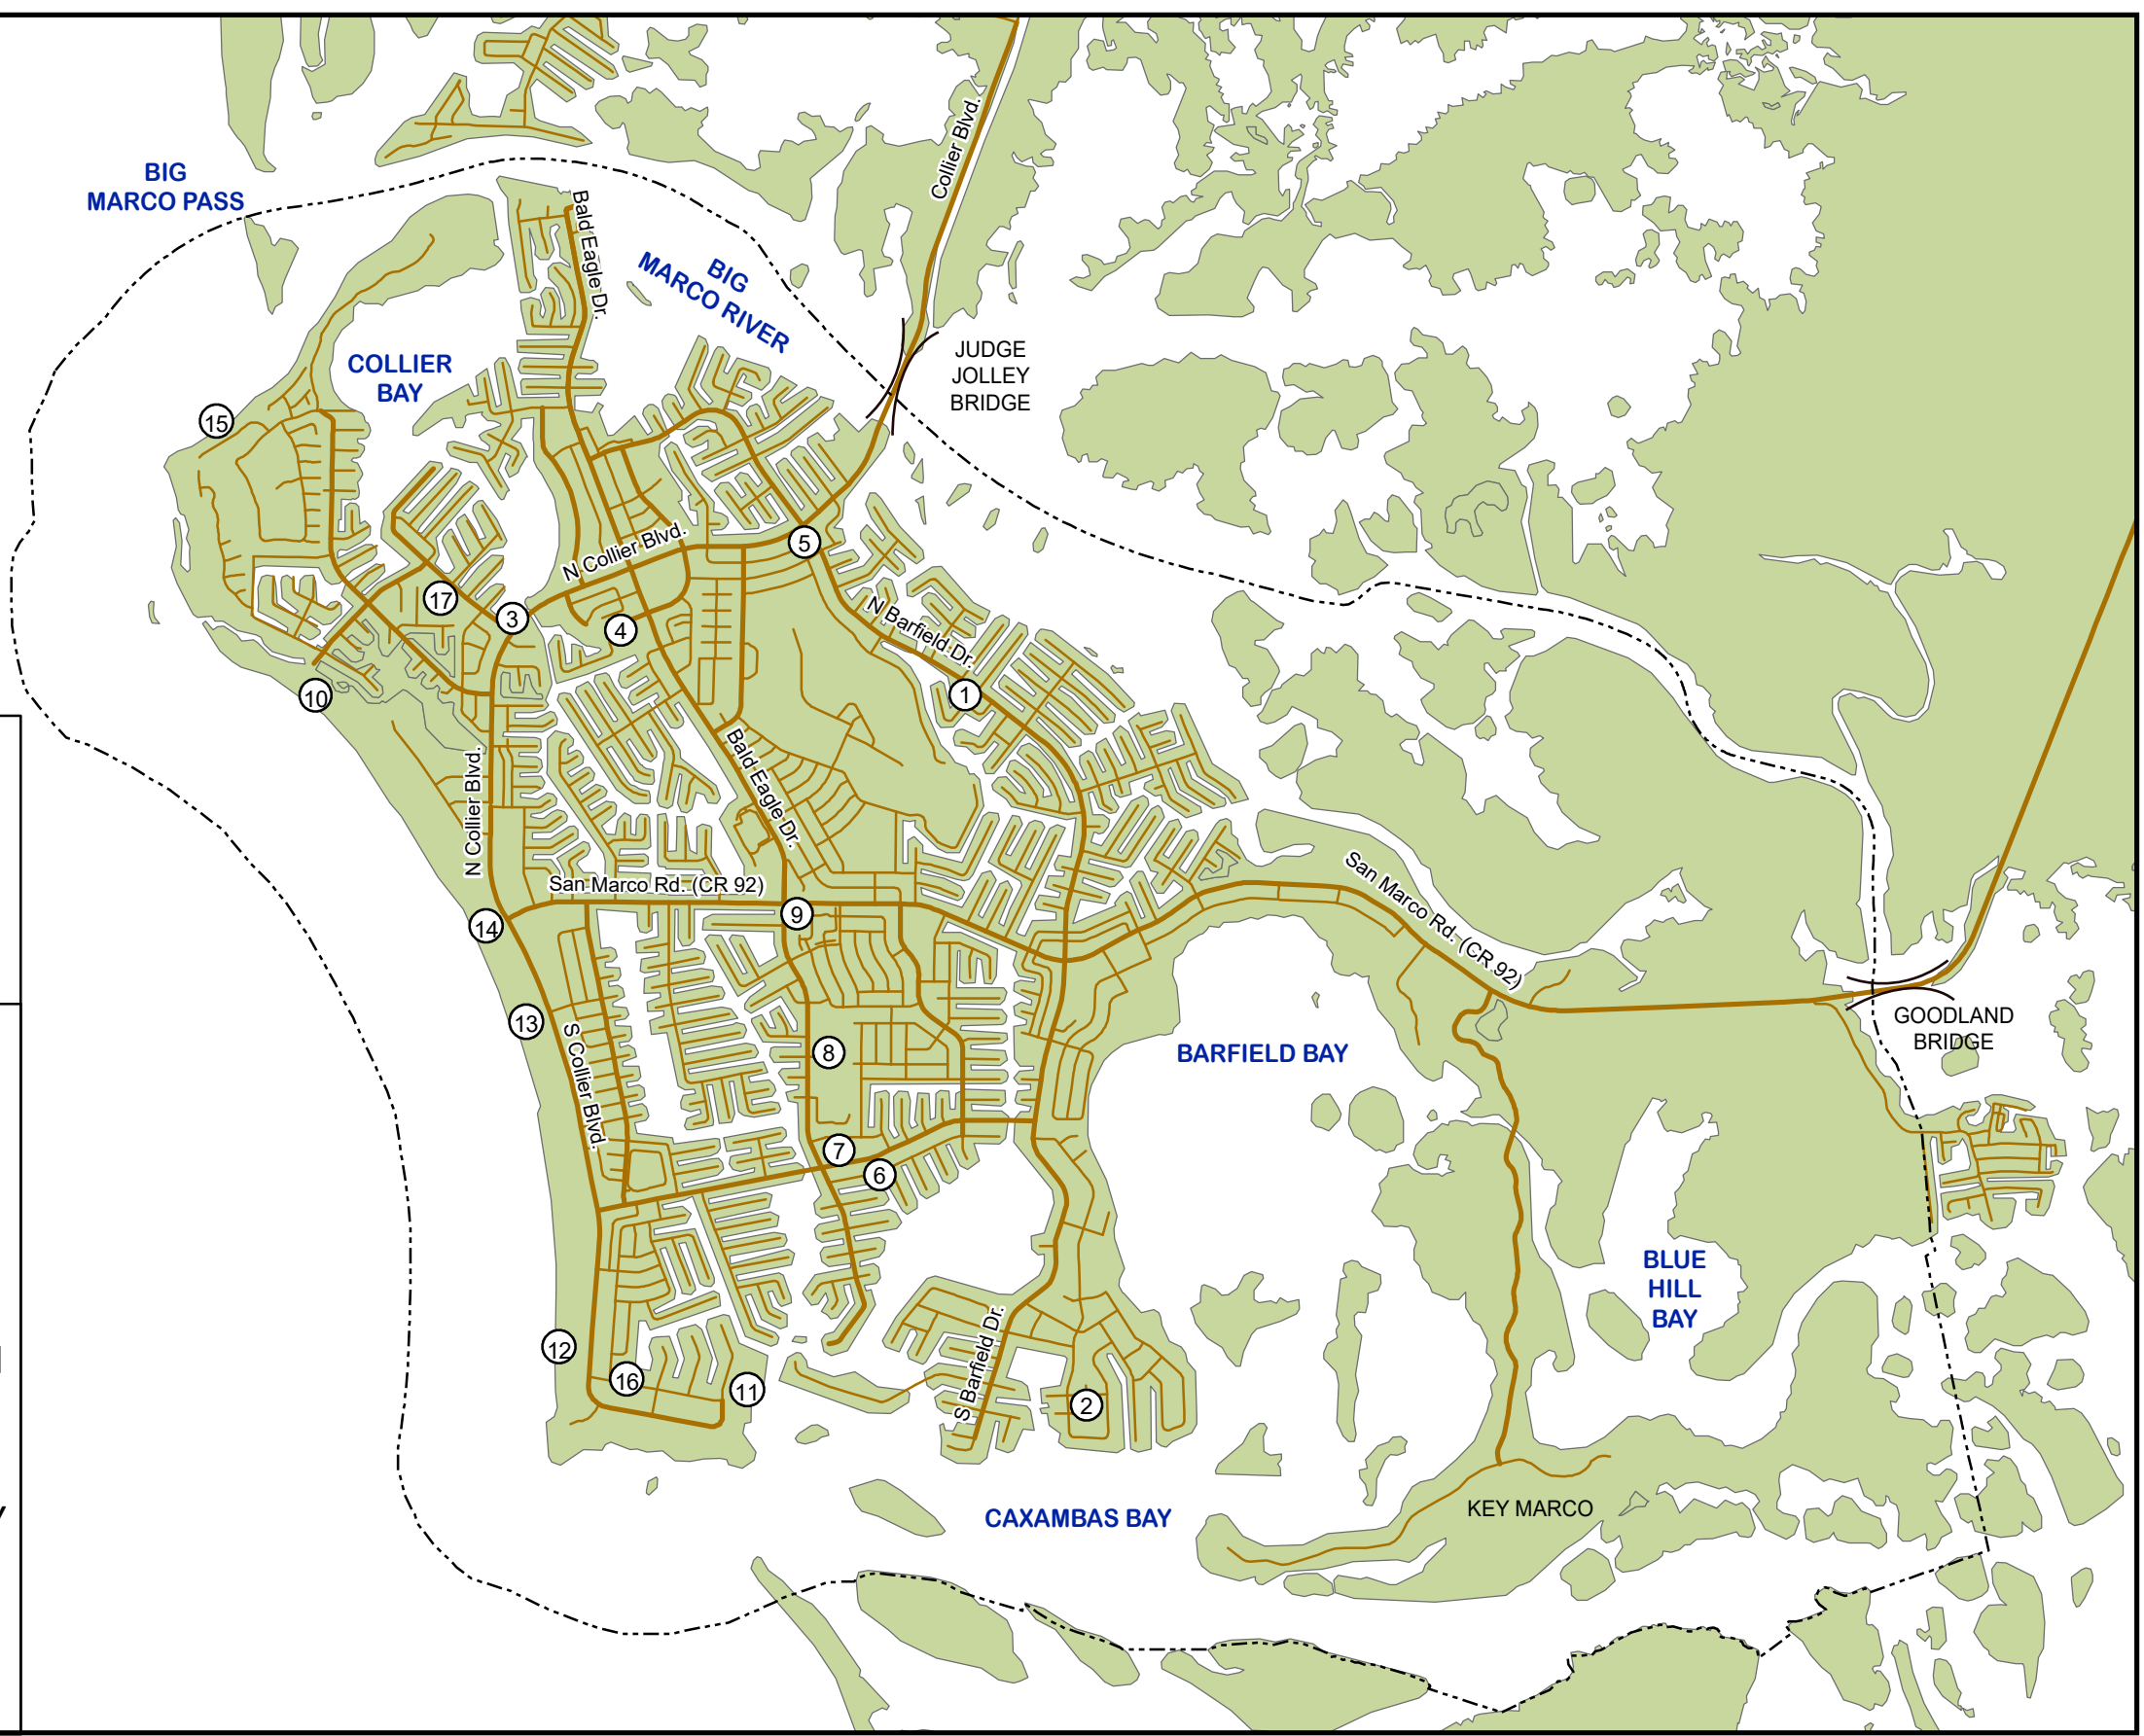 Collier Blvd.
BIG
MARCO PASS
Bald Eagle Dr.
BIG
MARCO RIVER
JUDGE
JOLLEY
BRIDGE
COLLIER
BAY
15
5
N Collier Blvd.
17
3
4
N Barfield Dr.
1
10
Bald Eagle Dr.
N Collier Blvd.
San Marco Rd. (CR 92)
San Marco Rd. (CR 92)
9
14
13
GOODLAND
BRIDGE
S Collier Blvd.
8
BARFIELD BAY
7
6
BLUE
HILL
BAY
12
16
11
S Barfield Dr.
2
CAXAMBAS BAY
KEY MARCO